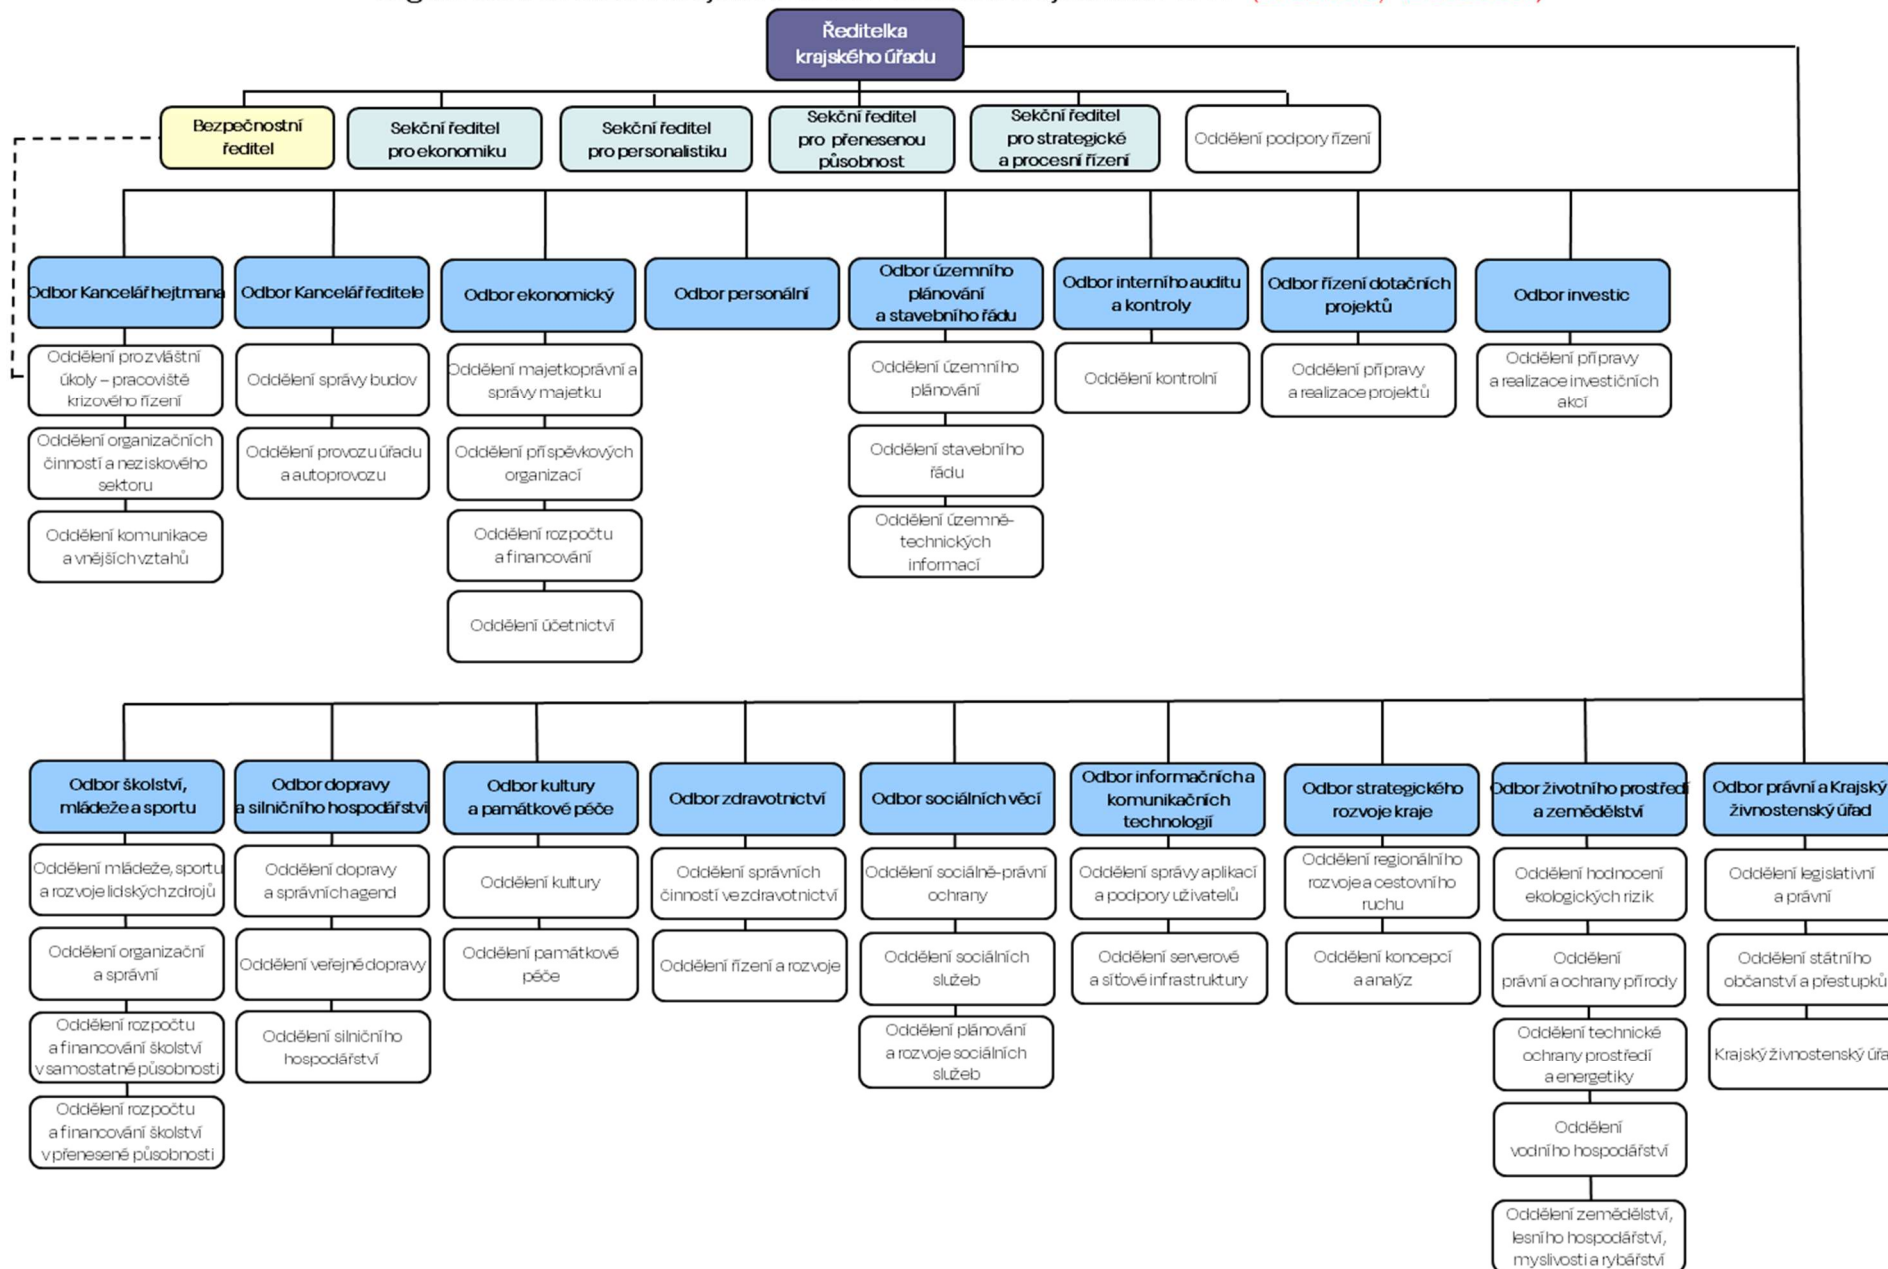 Ředitelka
krajského úřadu
Bezpečnostní
ředitel
Sekční ředitel
pro ekonomiku
Sekční ředitel
pro personalistiku
Sekční ředitel
pro přenesenou
působnost
Sekční ředitel
pro strategické
a procesní řízení
Oddělení podpory řízení
Odbor Kancelář hejtmana
Odbor Kancelář ředitele
Odbor ekonomický
Odbor personální
Odbor územního
plánování
a stavebního řádu
Odbor interního auditu
a kontroly
Odbor řízení dotačních
projektů
Odbor investic
Oddělení pro zvláštní
úkoly – pracoviště
krizového řízení
Oddělení správy budov
Oddělení majetkoprávní a
správy majetku
Oddělení územního
plánování
Oddělení kontrolní
Oddělení přípravy
a realizace projektů
Oddělení přípravy
a realizace investičních
akcí
Oddělení organizačních
činností a neziskového
sektoru
Oddělení provozu úřadu
a autoprovozu
Oddělení příspěvkových
organizací
Oddělení stavebního
řádu
Oddělení komunikace
a vnějších vztahů
Oddělení rozpočtu
a financování
Oddělení územně-
technických
informací
Oddělení účetnictví
Odbor školství,
mládeže a sportu
Odbor dopravy
a silničního hospodářství
Odbor kultury
a památkové péče
Odbor zdravotnictví
Odbor sociálních věcí
Odbor informačních a
komunikačních
technologií
Odbor strategického
rozvoje kraje
Odbor životního prostředí
a zemědělství
Odbor právní a Krajský
živnostenský úřad
Oddělení mládeže, sportu
a rozvoje lidských zdrojů
Oddělení dopravy
a správních agend
Oddělení kultury
Oddělení správních
činností ve zdravotnictví
Oddělení sociálně-právní
ochrany
Oddělení správy aplikací
a podpory uživatelů
Oddělení regionálního
rozvoje a cestovního
ruchu
Oddělení hodnocení
ekologických rizik
Oddělení legislativní
a právní
Oddělení organizační
a správní
Oddělení veřejné dopravy
Oddělení památkové
péče
Oddělení řízení a rozvoje
Oddělení sociálních
služeb
Oddělení serverové
a síťové infrastruktury
Oddělení koncepcí
a analýz
Oddělení
právní a ochrany přírody
Oddělení státního
občanství a přestupků
Oddělení rozpočtu
a financování školství
v samostatné působnosti
Oddělení silničního
hospodářství
Oddělení plánování
a rozvoje sociálních
služeb
Oddělení technické
ochrany prostředí
a energetiky
Krajský živnostenský úřa
Oddělení rozpočtu
a financování školství
v přenesené působnosti
Oddělení
vodního hospodářství
Oddělení zemědělství,
lesního hospodářství,
myslivosti a rybářství